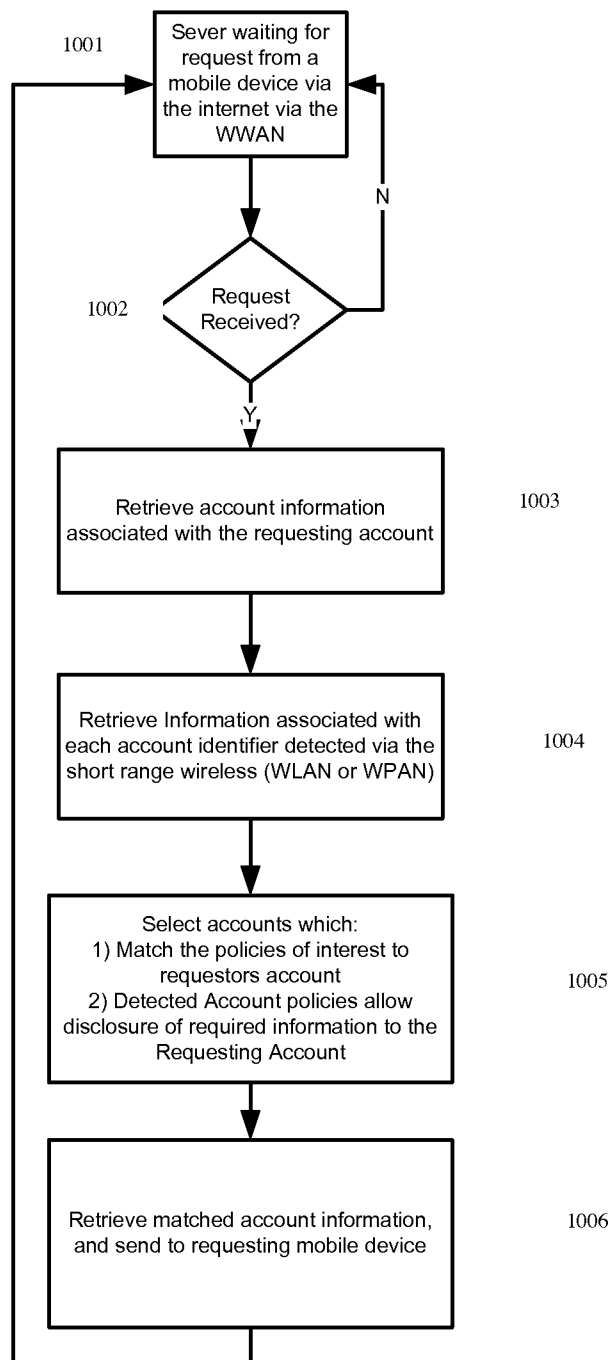 1001
Sever waiting for
request from a
mobile device via
the internet via the
WWAN
N
1002
Request
Received?
Y
Retrieve account information
associated with the requesting account
1003
Retrieve Information associated with
each account identifier detected via the
short range wireless (WLAN or WPAN)
1004
Select accounts which:
1) Match the policies of interest to
requestors account
2) Detected Account policies allow
disclosure of required information to the
Requesting Account
1005
Retrieve matched account information,
and send to requesting mobile device
1006